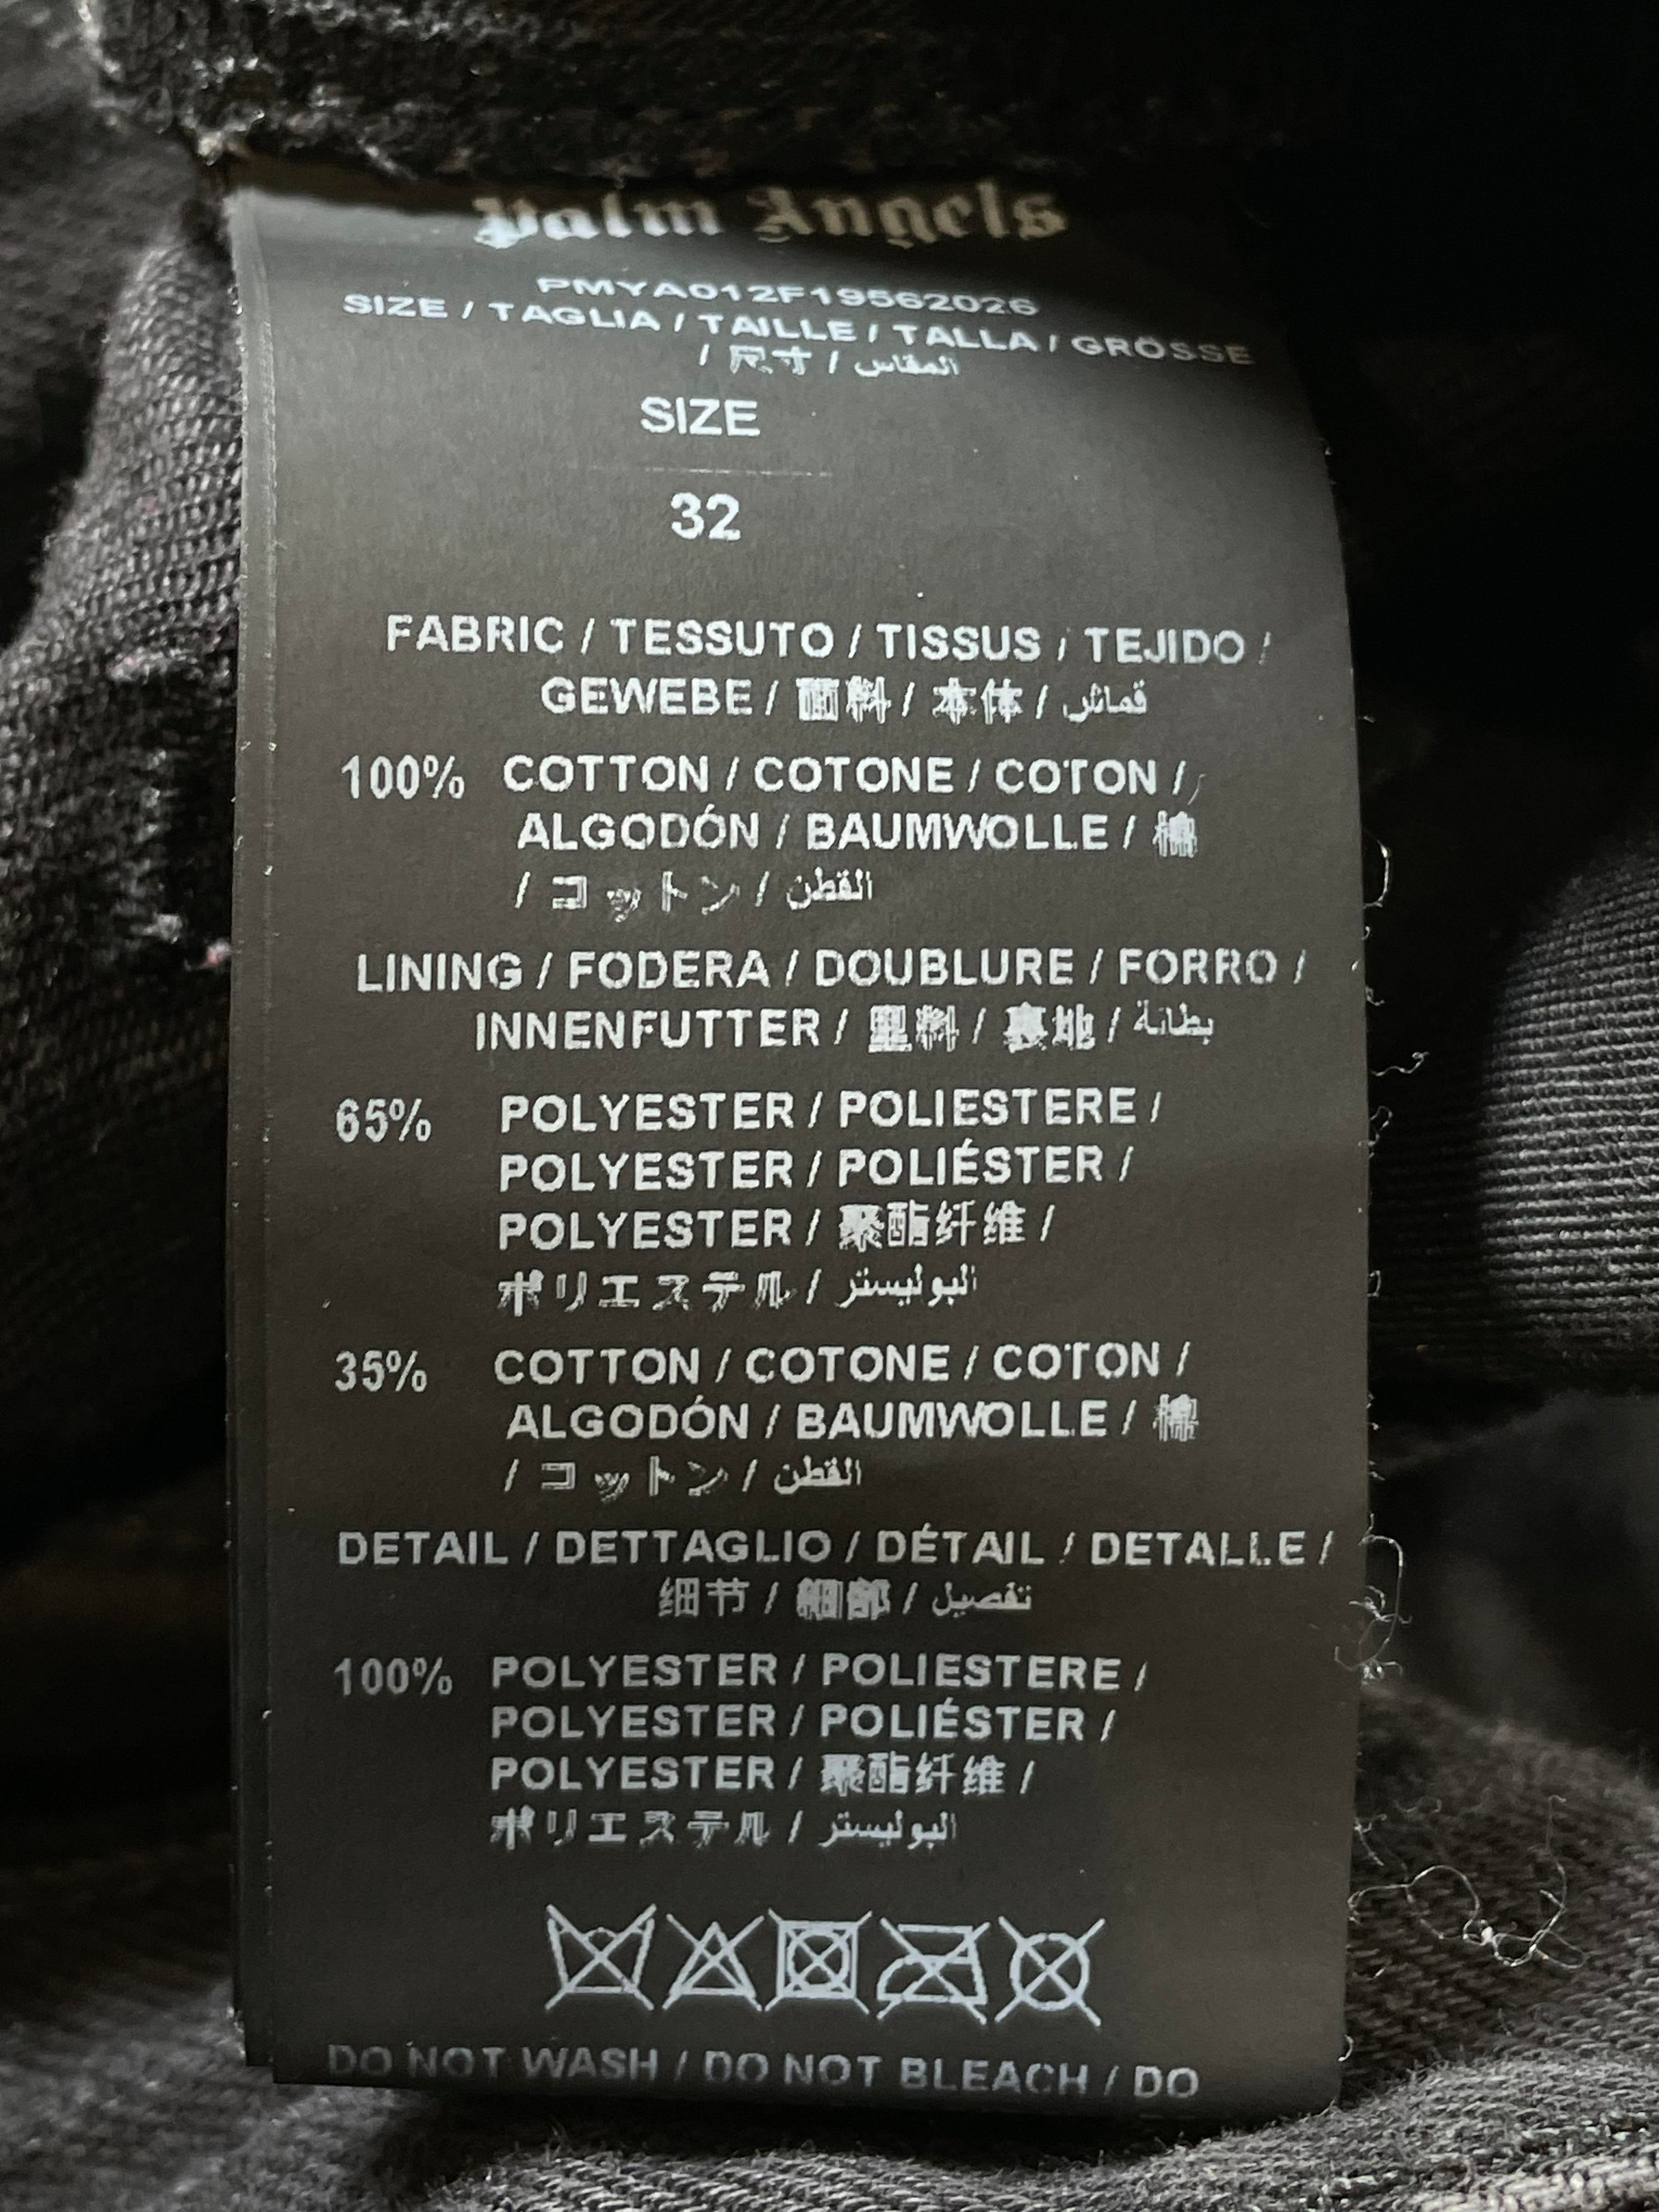 Palm Angels
PMYA012F19562026
SIZE / TAGLIA / TAILLE / TALLA / GRÖSSE
/ 尺寸 / المقاس
SIZE
32
FABRIC / TESSUTO / TISSUS / TEJIDO /
GEWEBE / 面料 / 本体 / قماش
100% COTTON / COTONE / COTON /
ALGODÓN / BAUMWOLLE / 棉
/ コットン / القطن
LINING / FODERA / DOUBLURE / FORRO /
INNENFUTTER / 里料 / 裏地 / بطانة
65% POLYESTER / POLIESTERE /
POLYESTER / POLIÉSTER /
POLYESTER / 聚酯纤维 /
ポリエステル / البوليستر
35% COTTON / COTONE / COTON /
ALGODÓN / BAUMWOLLE / 棉
/ コットン / القطن
DETAIL / DETTAGLIO / DÉTAIL / DETALLE /
细节 / 細部 / تفصيل
100% POLYESTER / POLIESTERE /
POLYESTER / POLIÉSTER /
POLYESTER / 聚酯纤维 /
ポリエステル / البوليستر
DO NOT WASH / DO NOT BLEACH / DO